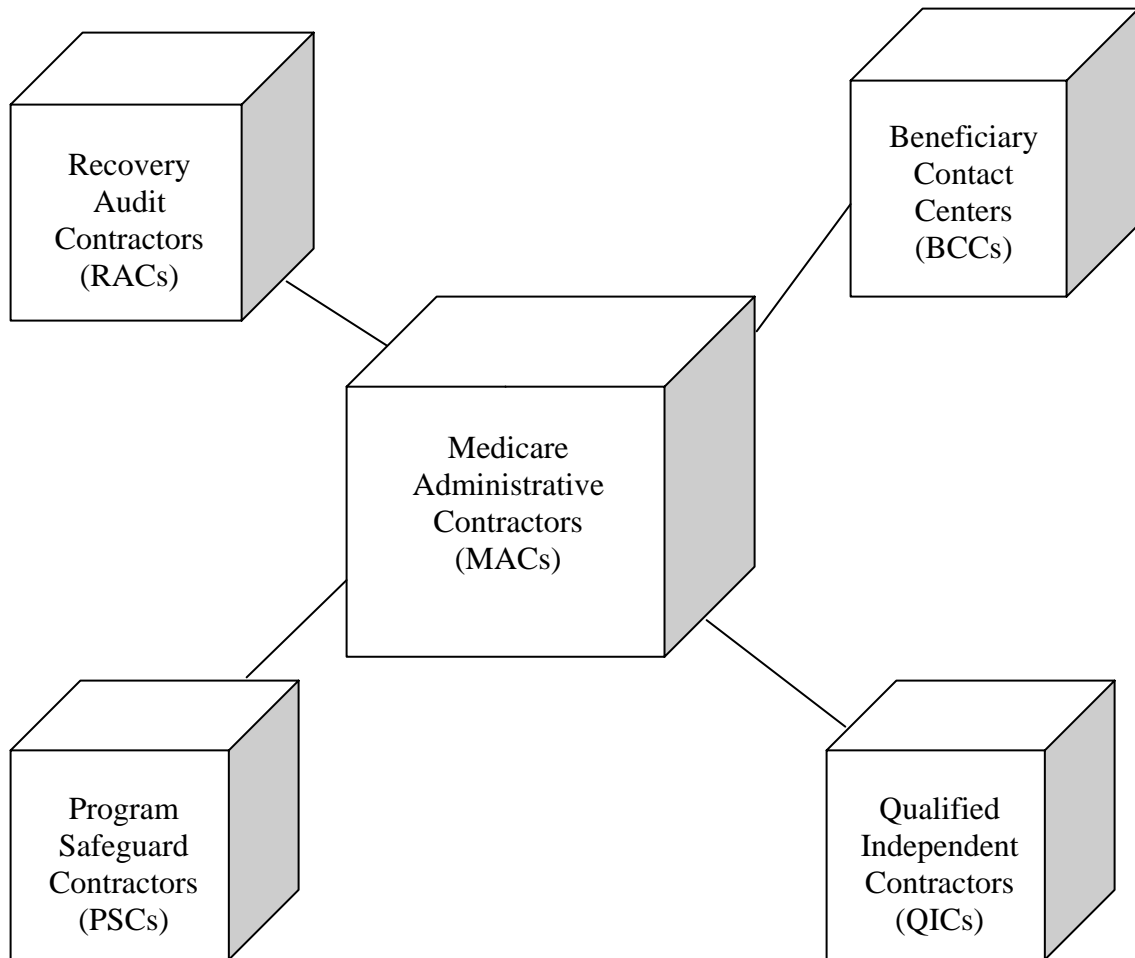 Recovery
Audit
Contractors
(RACs)
Beneficiary
Contact
Centers
(BCCs)
Medicare
Administrative
Contractors
(MACs)
Program
Safeguard
Contractors
(PSCs)
Qualified
Independent
Contractors
(QICs)